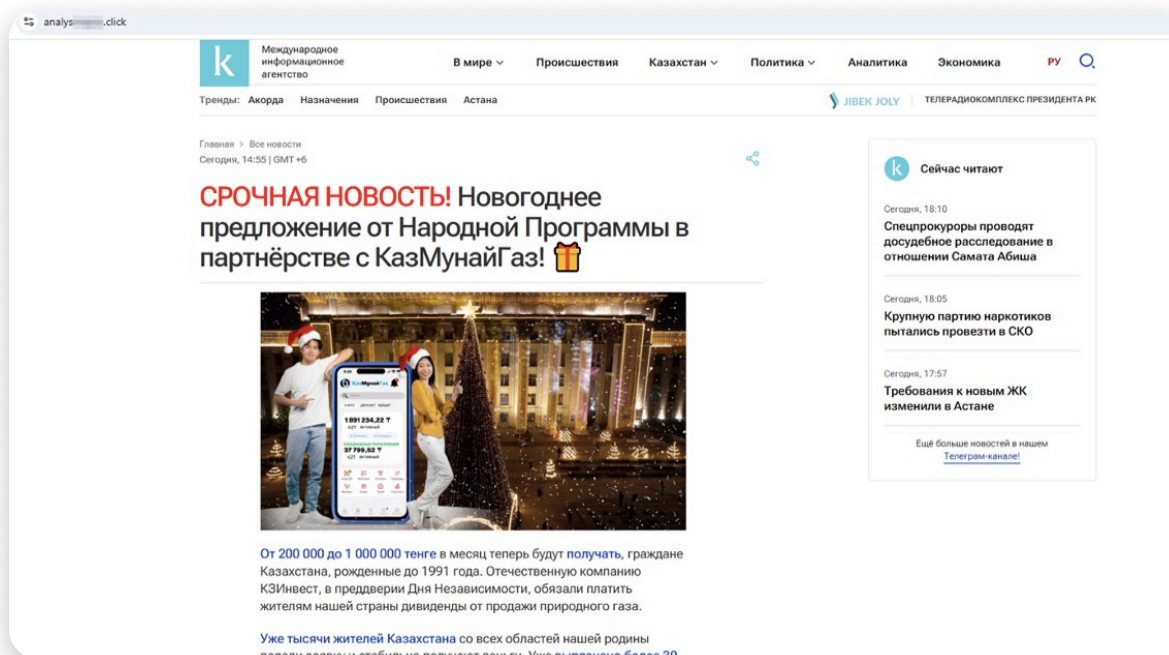 analys .click
k
Международное
информационное
агентство
В мире
Происшествия
Казахстан
Политика
Аналитика
Экономика
РУ
Тренды: Акорда Назначения Происшествия Астана
JIBEK JOLY
ТЕЛЕРАДИОКОМПЛЕКС ПРЕЗИДЕНТА РК
Главная > Все новости
Сегодня, 14:55 | GMT +6
СРОЧНАЯ НОВОСТЬ! Новогоднее
предложение от Народной Программы в
партнёрстве с КазМунайГаз!
КазМунайГаз
1 891 234,22 ₸
37 799,52 ₸
От 200 000 до 1 000 000 тенге в месяц теперь будут получать, граждане
Казахстана, рожденные до 1991 года. Отечественную компанию
КЗИнвест, в преддверии Дня Независимости, обязали платить
жителям нашей страны дивиденды от продажи природного газа.
Уже тысячи жителей Казахстана со всех областей нашей родины
k
Сейчас читают
Сегодня, 18:10
Спецпрокуроры проводят
досудебное расследование в
отношении Самата Абиша
Сегодня, 18:05
Крупную партию наркотиков
пытались провезти в СКО
Сегодня, 17:57
Требования к новым ЖК
изменили в Астане
Ещё больше новостей в нашем
Телеграм-канале!